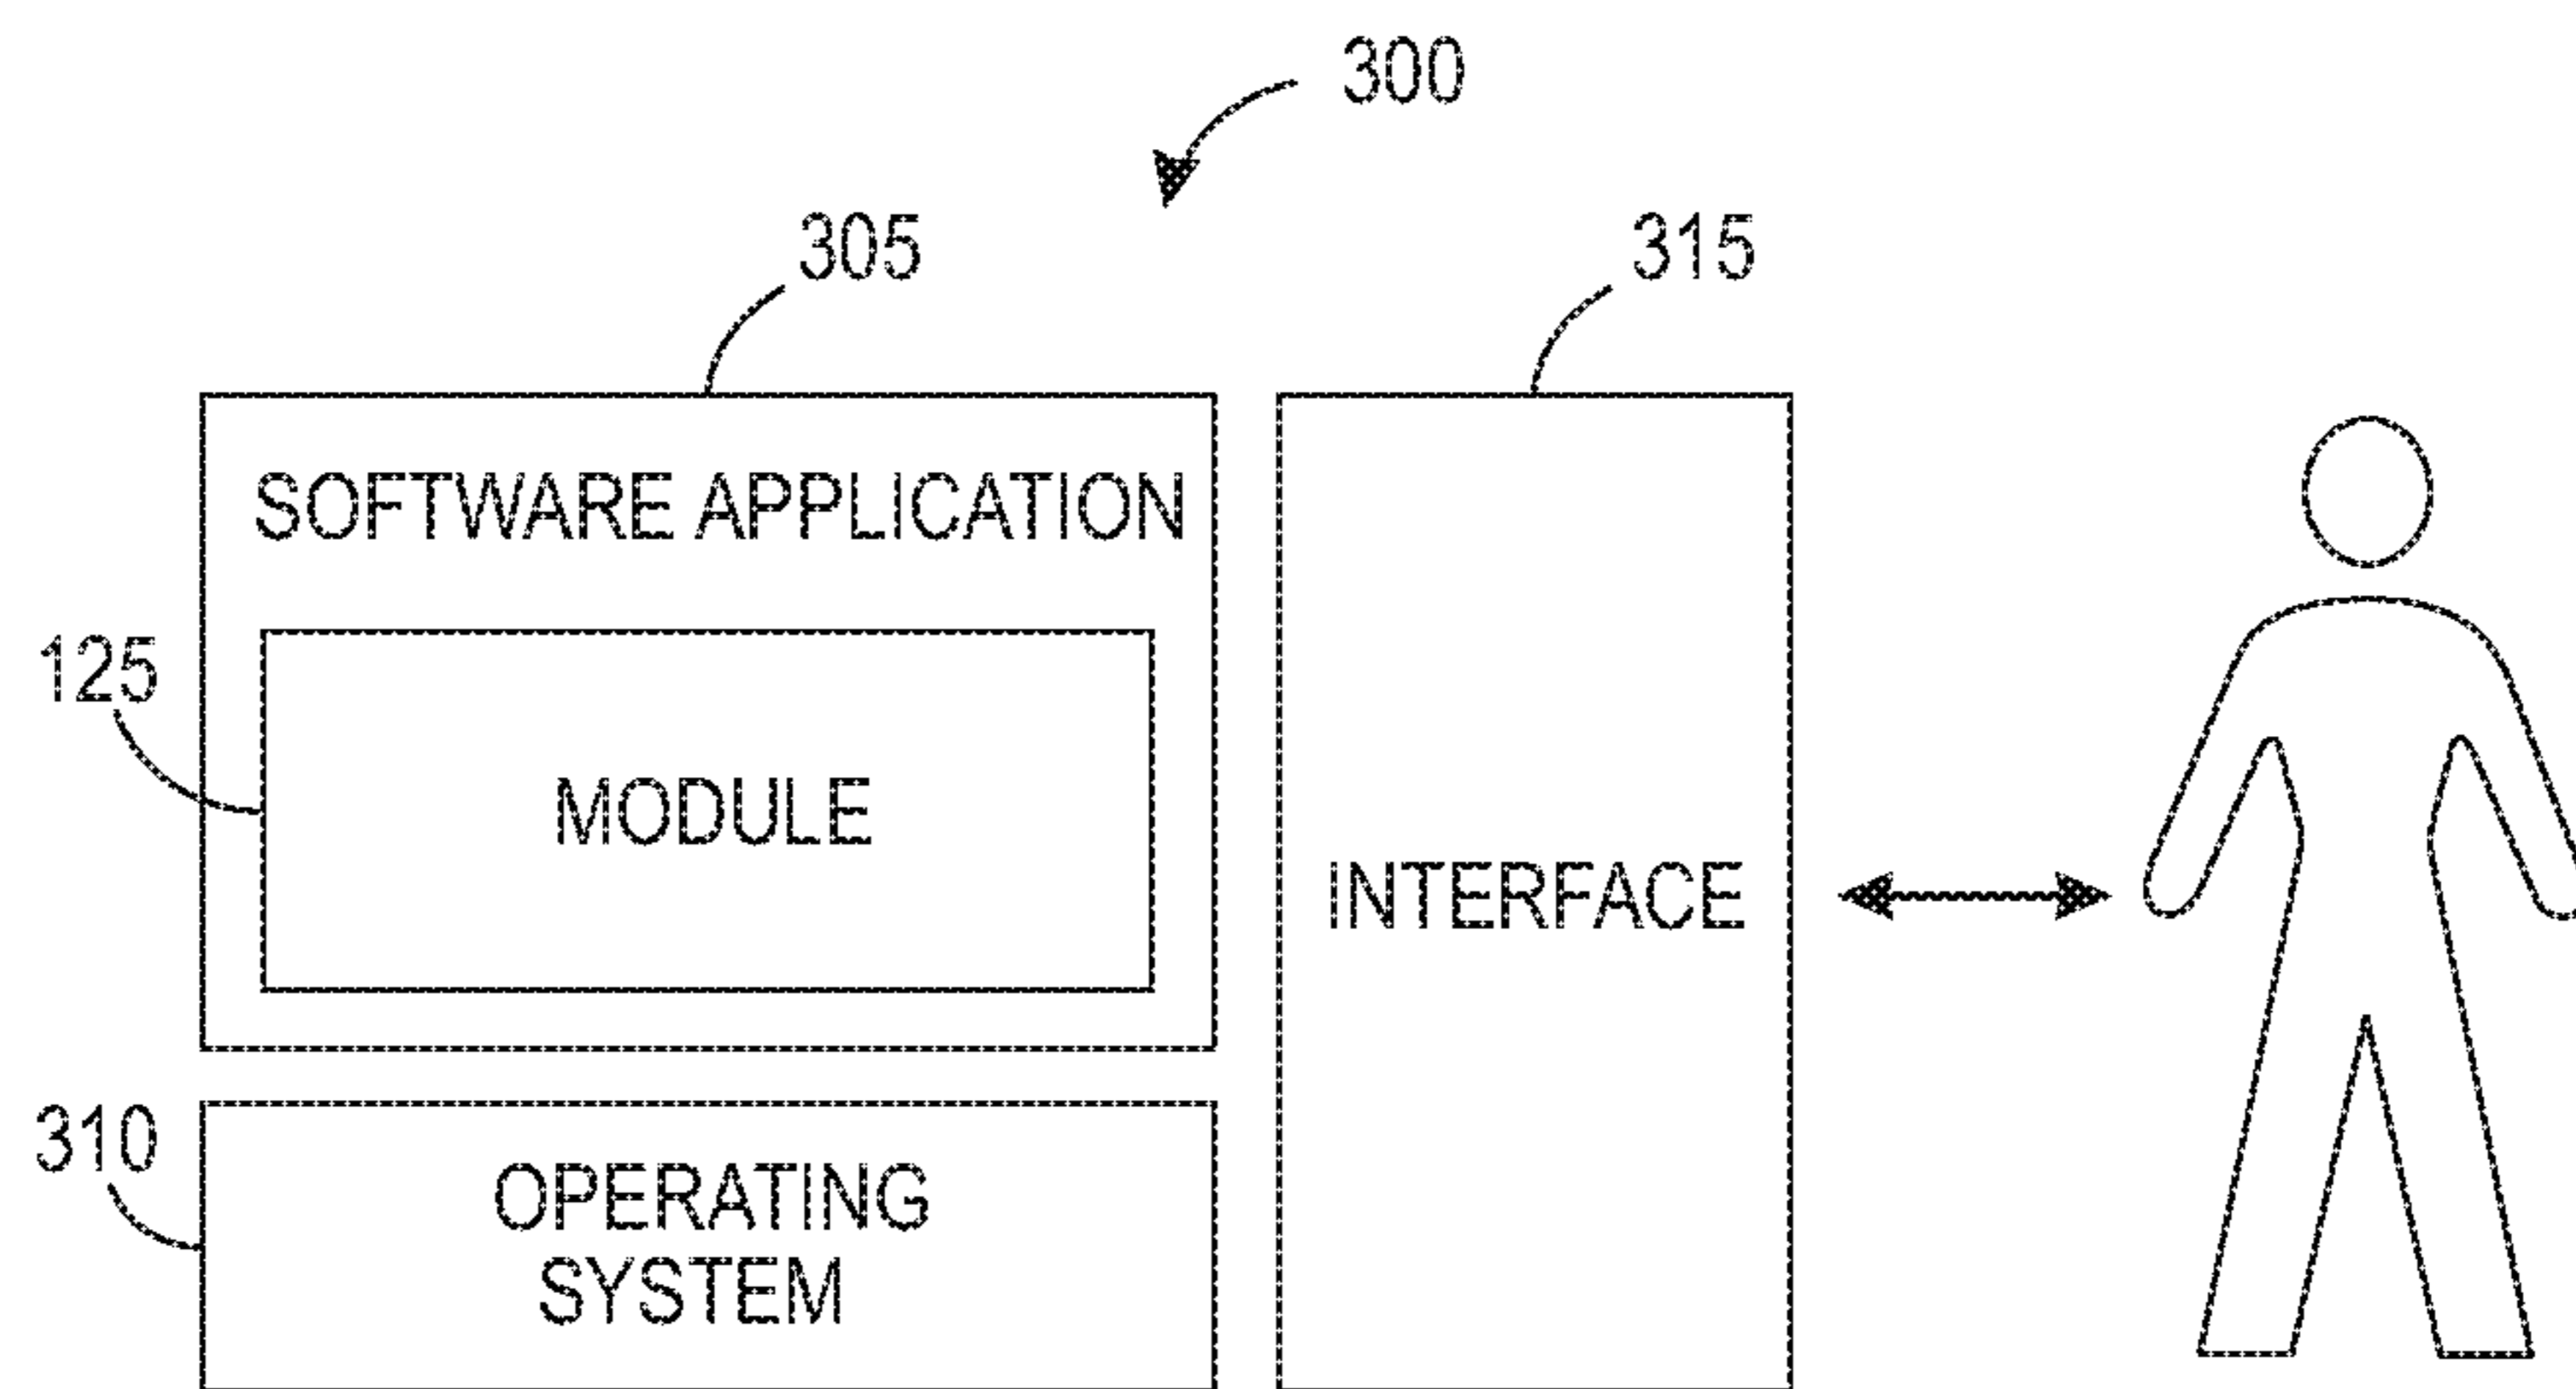 300
305
315
SOFTWARE APPLICATION
125
MODULE
INTERFACE
310
OPERATING
SYSTEM